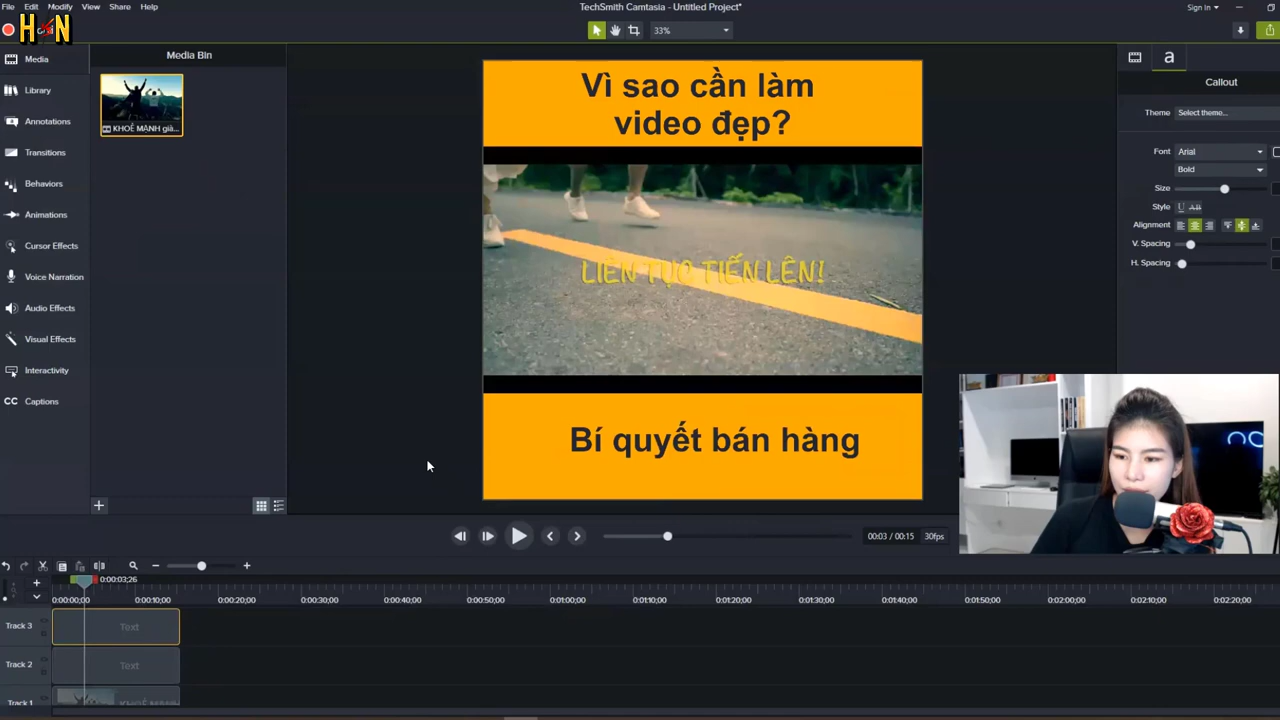 TechSmith Camtasia - Untitled Project*
File Edit Modify View Share Help
Sign In
HN
33%
Media
Library
Annotations
Transitions
Behaviors
Animations
Cursor Effects
Voice Narration
Audio Effects
Visual Effects
Interactivity
CC Captions
Media Bin
KHOẺ MẠNH già...
Vì sao cần làm
video đẹp?
LIÊN TỤC TIẾN LÊN!
Bí quyết bán hàng
a
Callout
Theme Select theme...
Font Arial
Bold
Size
Style
Alignment
V. Spacing
H. Spacing
00:03 / 00:15 30fps
0:00:03;26
0:00:00;00 0:00:10;00 0:00:20;00 0:00:30;00 0:00:40;00 0:00:50;00 0:01:00;00 0:01:10;00 0:01:20;00 0:01:30;00 0:01:40;00 0:01:50;00 0:02:00;00 0:02:10;00 0:02:20;00
Track 3 Text
Track 2 Text
Track 1 KHOẺ MẠNH